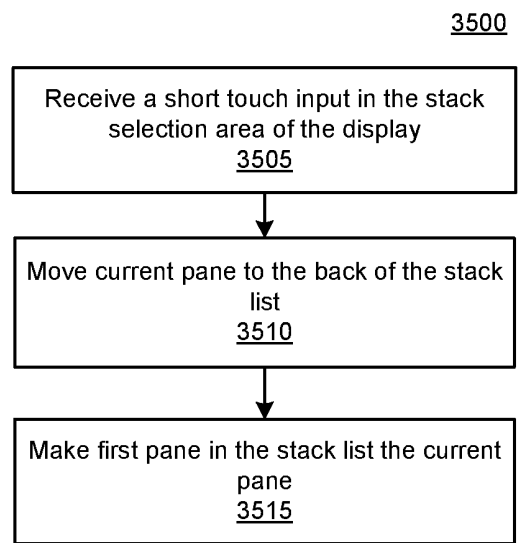 3500
Receive a short touch input in the stack
selection area of the display
3505
Move current pane to the back of the stack
list
3510
Make first pane in the stack list the current
pane
3515